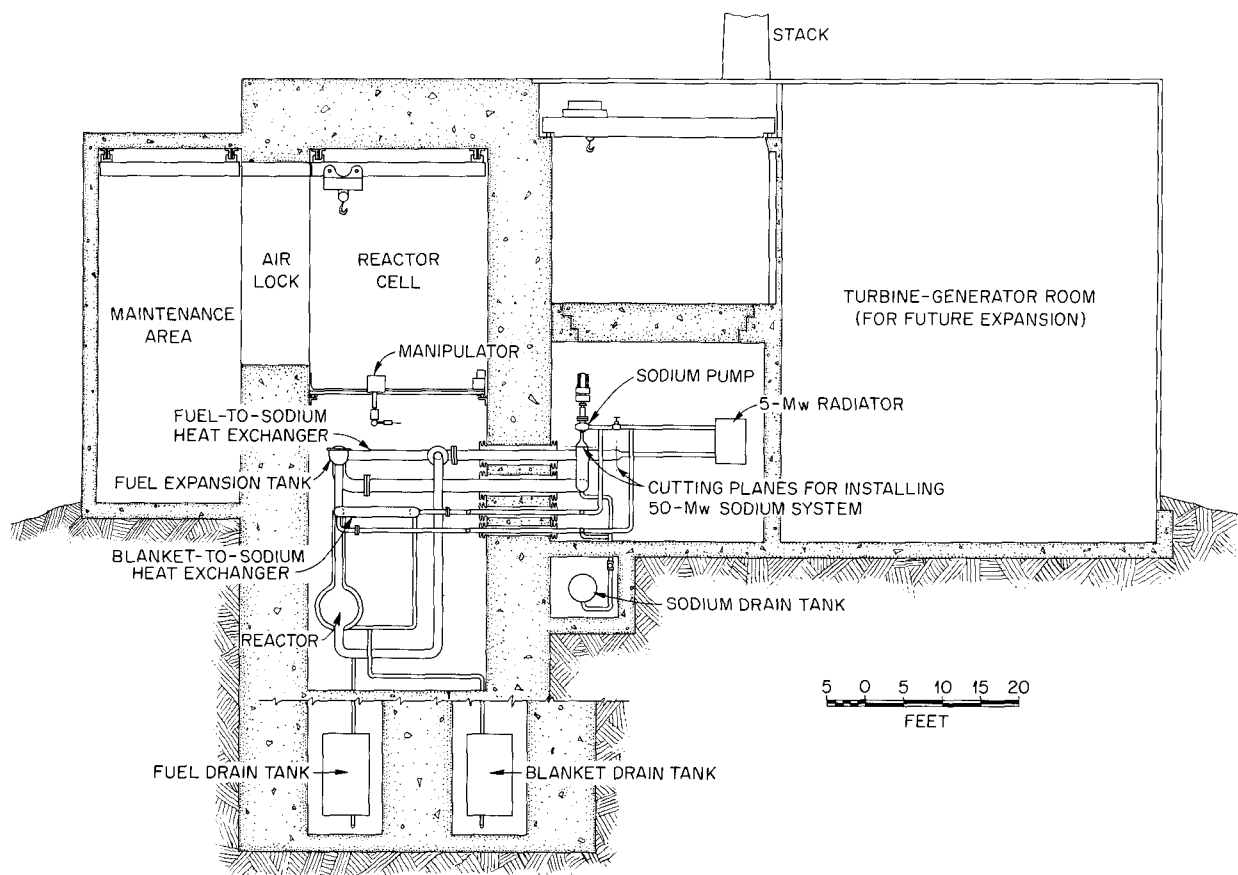 STACK
AIR
LOCK
REACTOR
CELL
MAINTENANCE
AREA
TURBINE-GENERATOR ROOM
(FOR FUTURE EXPANSION)
MANIPULATOR
SODIUM PUMP
5-Mw RADIATOR
FUEL-TO-SODIUM
HEAT EXCHANGER
FUEL EXPANSION TANK
CUTTING PLANES FOR INSTALLING
50-Mw SODIUM SYSTEM
BLANKET-TO-SODIUM
HEAT EXCHANGER
SODIUM DRAIN TANK
REACTOR
5 0 5 10 15 20
FEET
FUEL DRAIN TANK
BLANKET DRAIN TANK